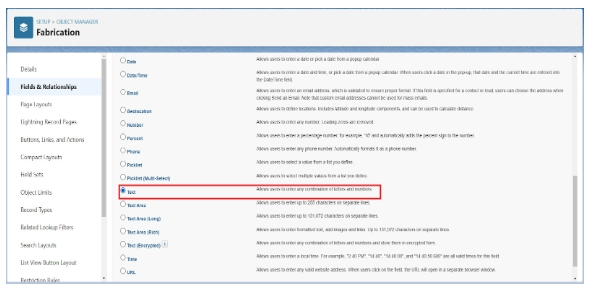 SETUP > OBJECT MANAGER
Fabrication
Details
Fields & Relationships
Page Layouts
Lightning Record Pages
Buttons, Links, and Actions
Compact Layouts
Field Sets
Object Limits
Record Types
Related Lookup Filters
Search Layouts
List View Button Layout
Restriction Rules
Date
Allows users to enter a date or pick a date from a popup calendar.
Date/Time
Allows users to enter a date and time, or pick a date from a popup calendar. When users click a date in the popup, that date and the current time are entered into
the Date/Time field.
Email
Allows users to enter an email address, which is validated to ensure proper format. If this field is specified for a contact or lead, users can choose the address when
clicking Send an Email. Note that custom email addresses cannot be used for mass emails.
Geolocation
Allows users to define locations. Includes latitude and longitude components, and can be used to calculate distance.
Number
Allows users to enter any number. Leading zeros are removed.
Percent
Allows users to enter a percentage number, for example, '10' and automatically adds the percent sign to the number.
Phone
Allows users to enter any phone number. Automatically formats it as a phone number.
Picklist
Allows users to select a value from a list you define.
Picklist (Multi-Select)
Allows users to select multiple values from a list you define.
Text
Allows users to enter any combination of letters and numbers.
Text Area
Allows users to enter up to 255 characters on separate lines.
Text Area (Long)
Allows users to enter up to 131,072 characters on separate lines.
Text Area (Rich)
Allows users to enter formatted text, add images and links. Up to 131,072 characters on separate lines.
Text (Encrypted)
Allows users to enter any combination of letters and numbers and store them in encrypted form.
Time
Allows users to enter a local time. For example, "2:40 PM", "14:40", "14:40:00", and "14:40:50.600" are all valid times for this field.
URL
Allows users to enter any valid website address. When users click on the field, the URL will open in a separate browser window.